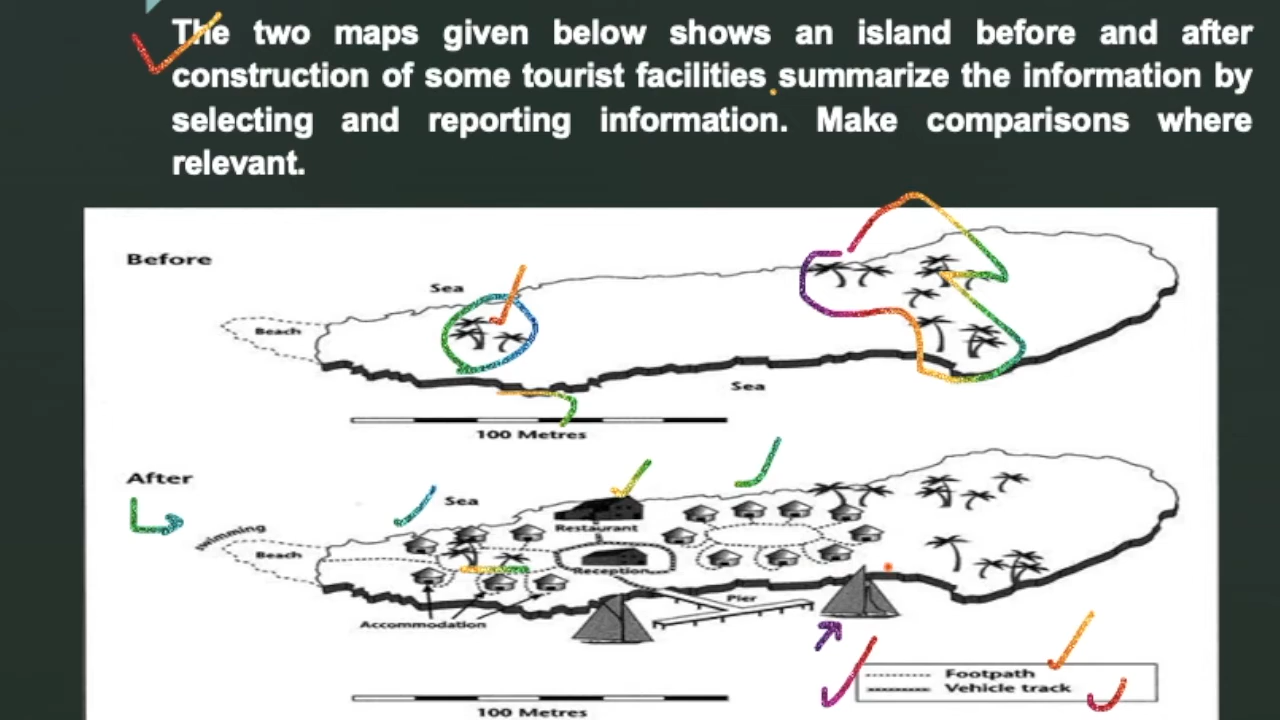 The two maps given below shows an island before and after
construction of some tourist facilities.summarize the information by
selecting and reporting information. Make comparisons where
relevant.
Before
Sea
Beach
Sea
100 Metres
After
Sea
swimming
Beach
Restaurant
Reception
Pier
Accommodation
Footpath
Vehicle track
100 Metres